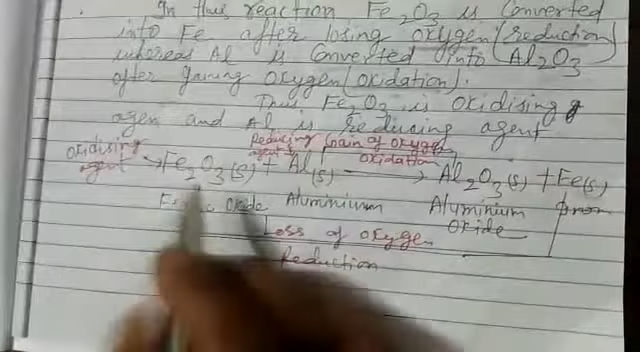 In this reaction Fe2O3 is converted
into Fe after losing oxygen (reduction)
whereas Al is converted into Al2O3
after gaining oxygen (oxidation).
Thus Fe2O3 is oxidising
agen and Al is reducing agent
Reducing Gain of oxygen
Oxidising agent oxidation
agent → Fe2O3(s) + Al(s) → Al2O3(s) + Fe(s)
oxide Aluminium Aluminium Iron
Loss of oxygen oxide
Reduction